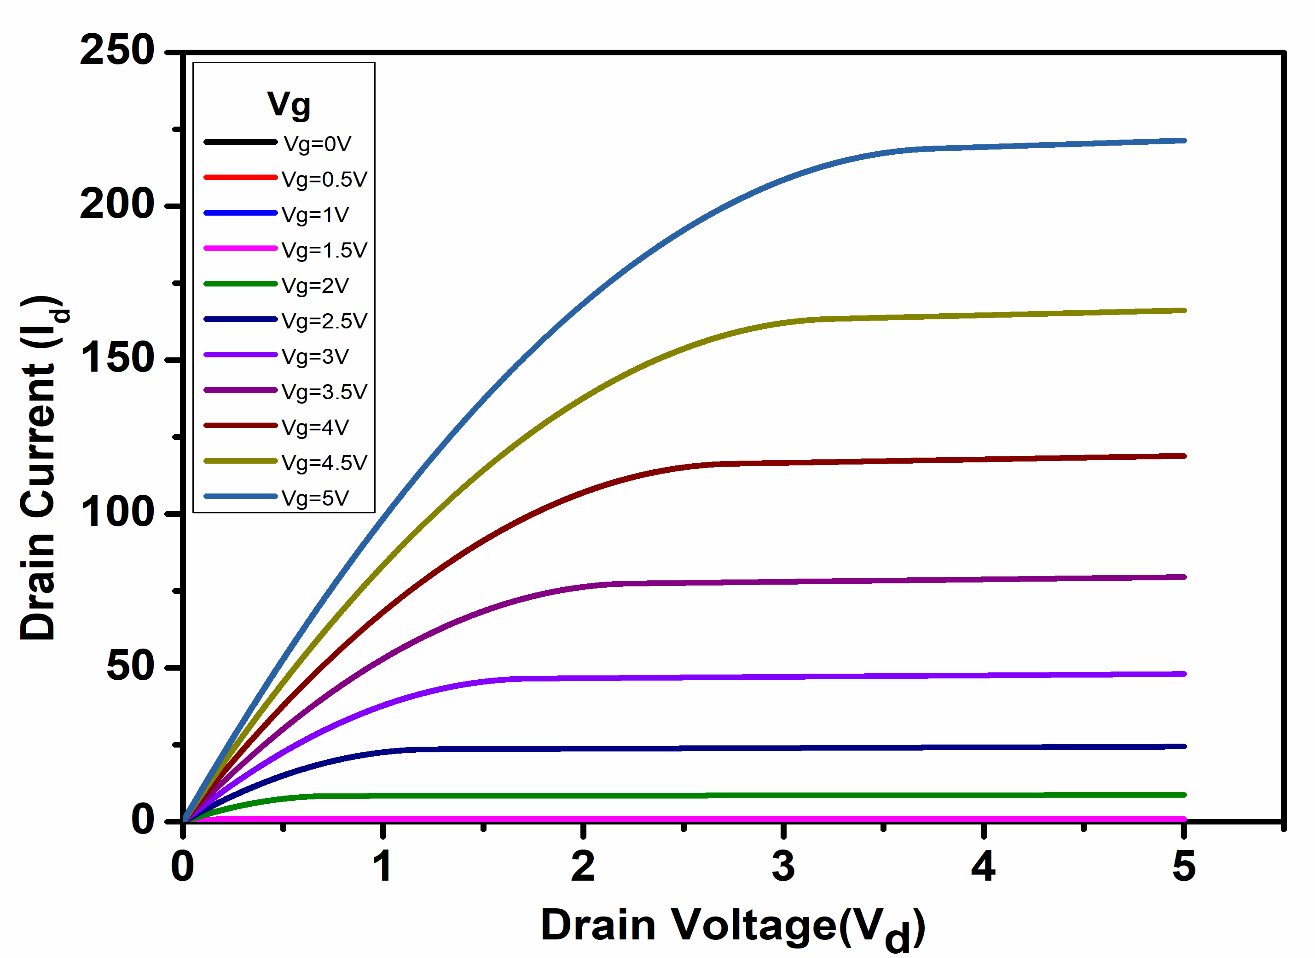 250
200
150
100
50
0
Drain Current (Id)
Vg
Vg=0V
Vg=0.5V
Vg=1V
Vg=1.5V
Vg=2V
Vg=2.5V
Vg=3V
Vg=3.5V
Vg=4V
Vg=4.5V
Vg=5V
0 1 2 3 4 5
Drain Voltage(Vd)